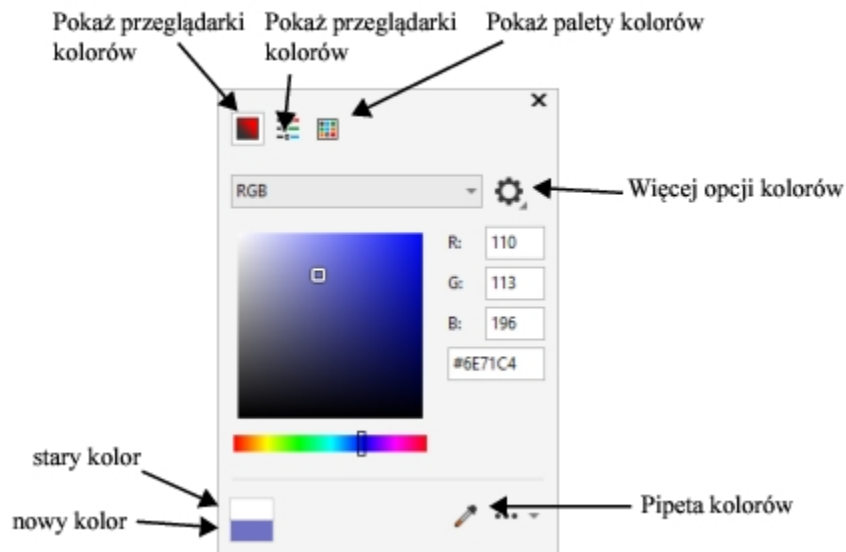 Pokaż przeglądarki
kolorów
Pokaż przeglądarki
kolorów
Pokaż palety kolorów
RGB
Więcej opcji kolorów
R: 110
G: 113
B: 196
#6E71C4
stary kolor
nowy kolor
Pipeta kolorów